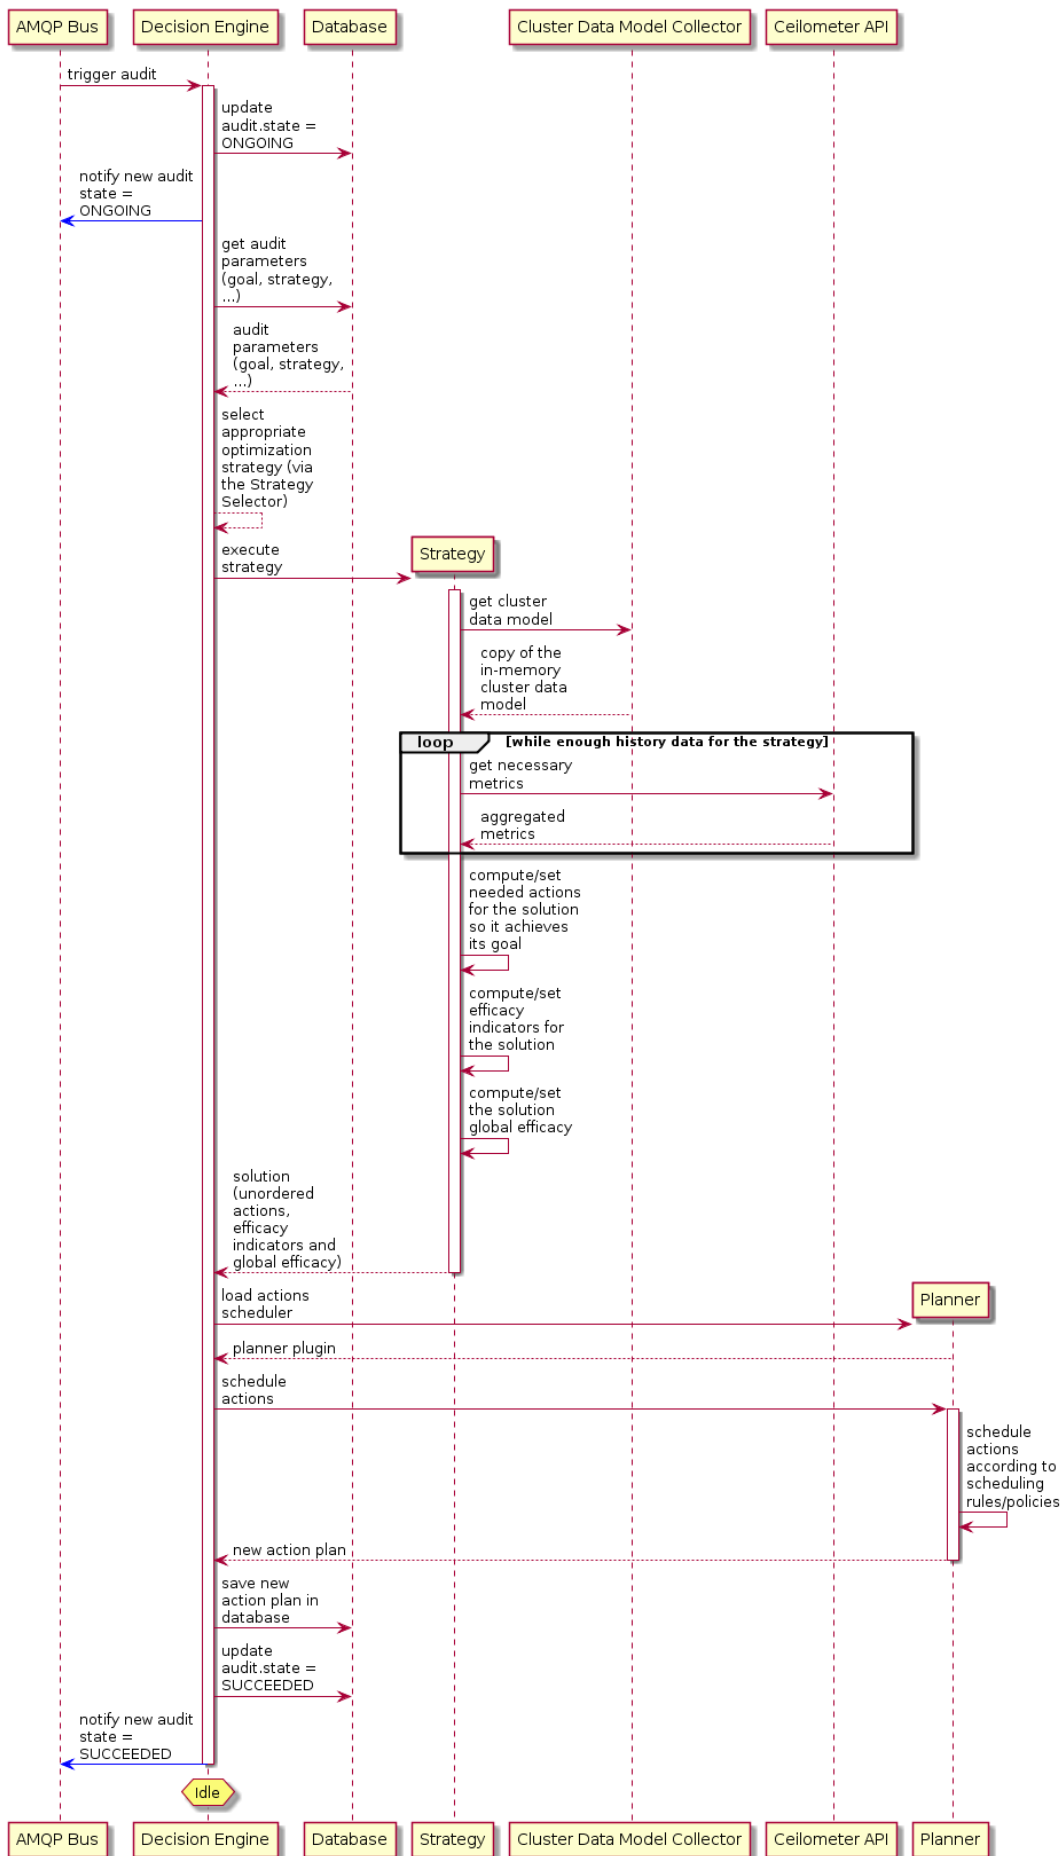 AMQP Bus
Decision Engine
Database
Cluster Data Model Collector
Ceilometer API
trigger audit
update
audit.state =
ONGOING
notify new audit
state =
ONGOING
get audit
parameters
(goal, strategy,
...)
audit
parameters
(goal, strategy,
...)
select
appropriate
optimization
strategy (via
the Strategy
Selector)
execute
strategy
Strategy
get cluster
data model
copy of the
in-memory
cluster data
model
loop
[while enough history data for the strategy]
get necessary
metrics
aggregated
metrics
compute/set
needed actions
for the solution
so it achieves
its goal
compute/set
efficacy
indicators for
the solution
compute/set
the solution
global efficacy
solution
(unordered
actions,
efficacy
indicators and
global efficacy)
load actions
scheduler
Planner
planner plugin
schedule
actions
schedule
actions
according to
scheduling
rules/policies
new action plan
save new
action plan in
database
update
audit.state =
SUCCEEDED
notify new audit
state =
SUCCEEDED
Idle
AMQP Bus
Decision Engine
Database
Strategy
Cluster Data Model Collector
Ceilometer API
Planner